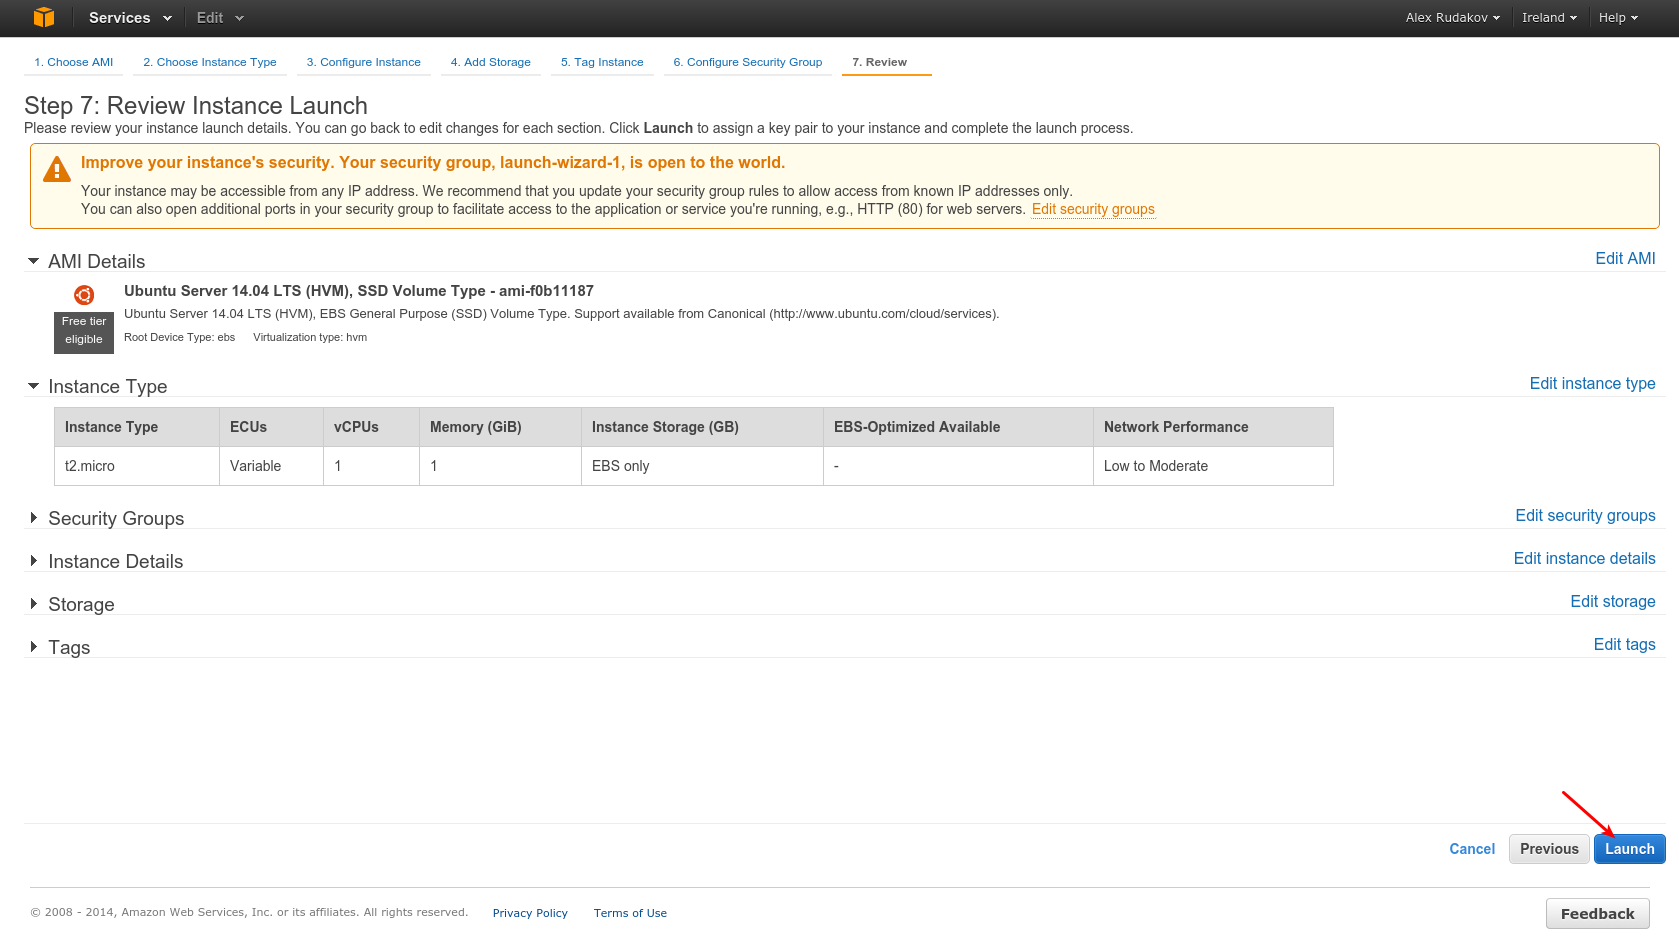 Services Edit Alex Rudakov Ireland Help
1. Choose AMI 2. Choose Instance Type 3. Configure Instance 4. Add Storage 5. Tag Instance 6. Configure Security Group 7. Review
Step 7: Review Instance Launch
Please review your instance launch details. You can go back to edit changes for each section. Click Launch to assign a key pair to your instance and complete the launch process.
Improve your instance's security. Your security group, launch-wizard-1, is open to the world.
Your instance may be accessible from any IP address. We recommend that you update your security group rules to allow access from known IP addresses only.
You can also open additional ports in your security group to facilitate access to the application or service you're running, e.g., HTTP (80) for web servers. Edit security groups
AMI Details Edit AMI
Ubuntu Server 14.04 LTS (HVM), SSD Volume Type - ami-f0b11187
Ubuntu Server 14.04 LTS (HVM), EBS General Purpose (SSD) Volume Type. Support available from Canonical (http://www.ubuntu.com/cloud/services).
Free tier
eligible
Root Device Type: ebs Virtualization type: hvm
Instance Type Edit instance type
Instance Type ECUs vCPUs Memory (GiB) Instance Storage (GB) EBS-Optimized Available Network Performance
t2.micro Variable 1 1 EBS only - Low to Moderate
Security Groups Edit security groups
Instance Details Edit instance details
Storage Edit storage
Tags Edit tags
Cancel Previous Launch
© 2008 - 2014, Amazon Web Services, Inc. or its affiliates. All rights reserved. Privacy Policy Terms of Use Feedback